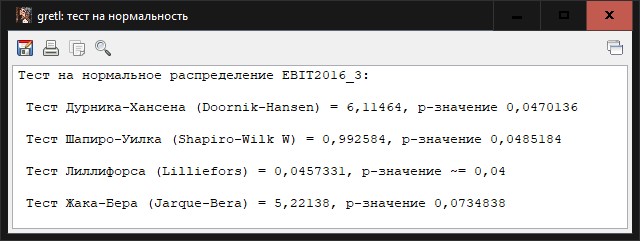 gretl: тест на нормальность
Тест на нормальное распределение EBIT2016_3:
Тест Дурника-Хансена (Doornik-Hansen) = 6,11464, p-значение 0,0470136
Тест Шапиро-Уилка (Shapiro-Wilk W) = 0,992584, p-значение 0,0485184
Тест Лиллифорса (Lilliefors) = 0,0457331, p-значение ~= 0,04
Тест Жака-Бера (Jarque-Bera) = 5,22138, p-значение 0,0734838